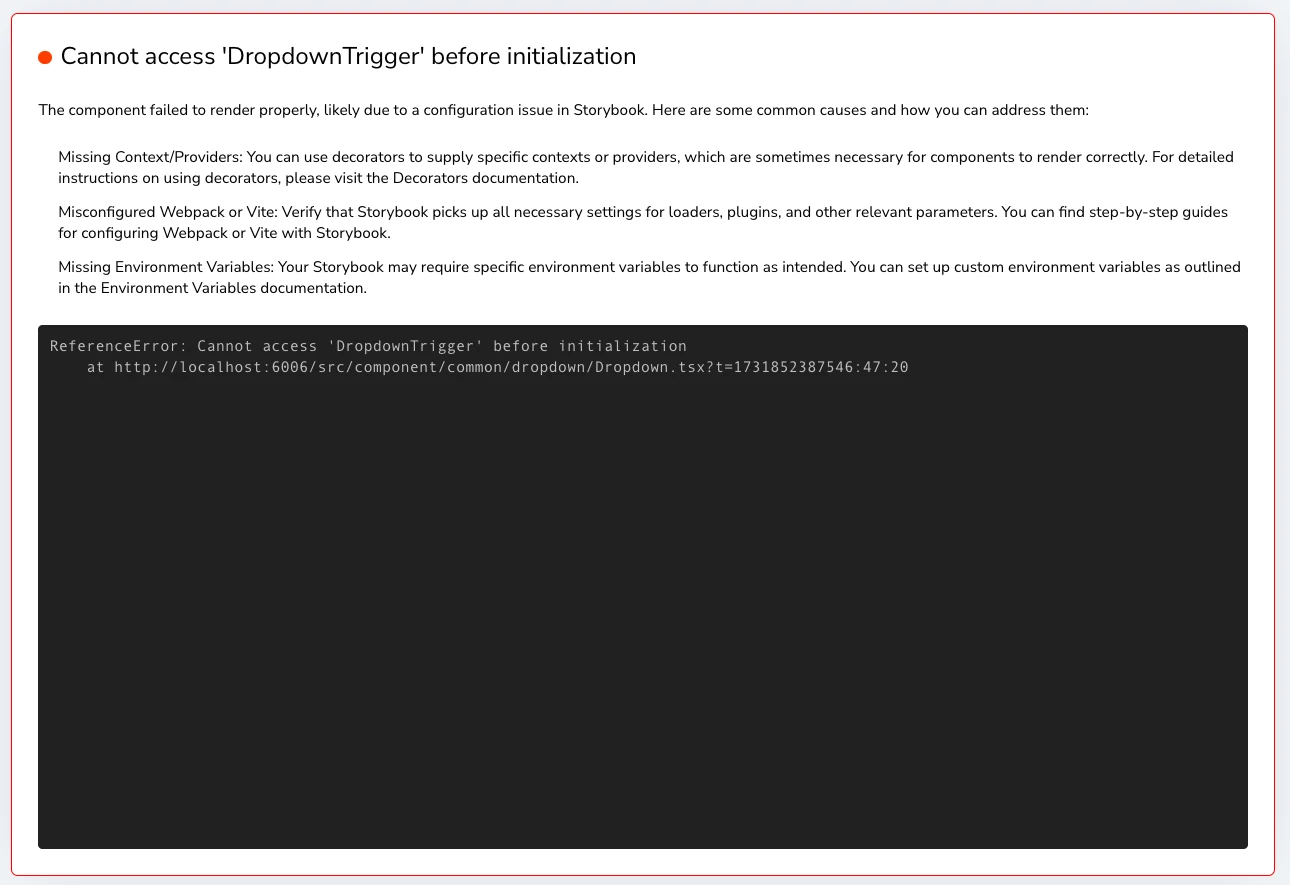 Cannot access 'DropdownTrigger' before initialization
The component failed to render properly, likely due to a configuration issue in Storybook. Here are some common causes and how you can address them:
Missing Context/Providers: You can use decorators to supply specific contexts or providers, which are sometimes necessary for components to render correctly. For detailed
instructions on using decorators, please visit the Decorators documentation.
Misconfigured Webpack or Vite: Verify that Storybook picks up all necessary settings for loaders, plugins, and other relevant parameters. You can find step-by-step guides
for configuring Webpack or Vite with Storybook.
Missing Environment Variables: Your Storybook may require specific environment variables to function as intended. You can set up custom environment variables as outlined
in the Environment Variables documentation.
ReferenceError: Cannot access 'DropdownTrigger' before initialization
at http://localhost:6006/src/component/common/dropdown/Dropdown.tsx?t=1731852387546:47:20